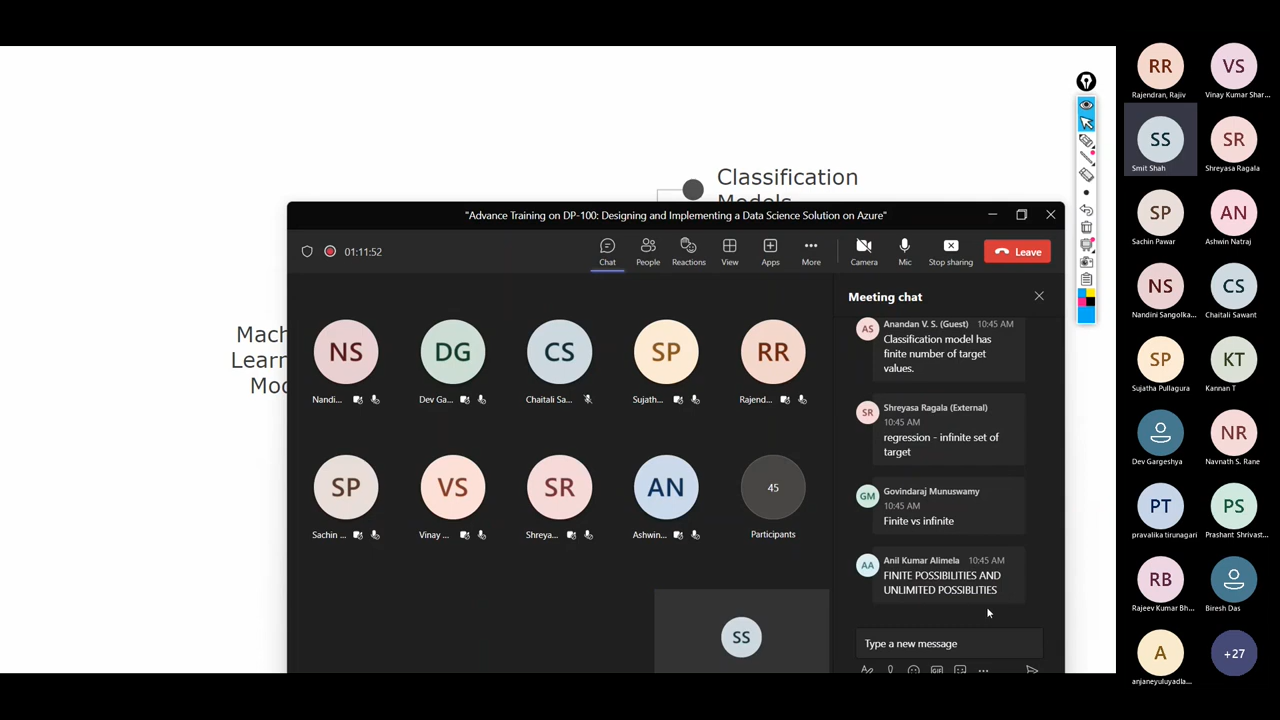 Classification
Models
Mach
Learn
Mo
"Advance Training on DP-100: Designing and Implementing a Data Science Solution on Azure"
01:11:52
Chat
People
Reactions
View
Apps
More
Camera
Mic
Stop sharing
Leave
NS
DG
CS
SP
RR
Nandi...
Dev Ga...
Chaitali Sa...
Sujath...
Rajend...
SP
VS
SR
AN
45
Sachin ...
Vinay ...
Shreya...
Ashwin...
Participants
SS
Meeting chat
AS
Anandan V. S. (Guest) 10:45 AM
Classification model has
finite number of target
values.
SR
Shreyasa Ragala (External)
10:45 AM
regression - infinite set of
target
GM
Govindaraj Munuswamy
10:45 AM
Finite vs infinite
AA
Anil Kumar Alimela 10:45 AM
FINITE POSSIBILITIES AND
UNLIMITED POSSIBLITIES
Type a new message
GIF
RR
VS
Rajendran, Rajiv
Vinay Kumar Shar...
SS
SR
Smit Shah
Shreyasa Ragala
SP
AN
Sachin Pawar
Ashwin Natraj
NS
CS
Nandini Sangolka...
Chaitali Sawant
SP
KT
Sujatha Pullagura
Kannan T
NR
Dev Gargeshya
Navnath S. Rane
PT
PS
pravalika tirunagari
Prashant Shrivast...
RB
Rajeev Kumar Bh...
Biresh Das
A
+27
anjaneyuluyadla...